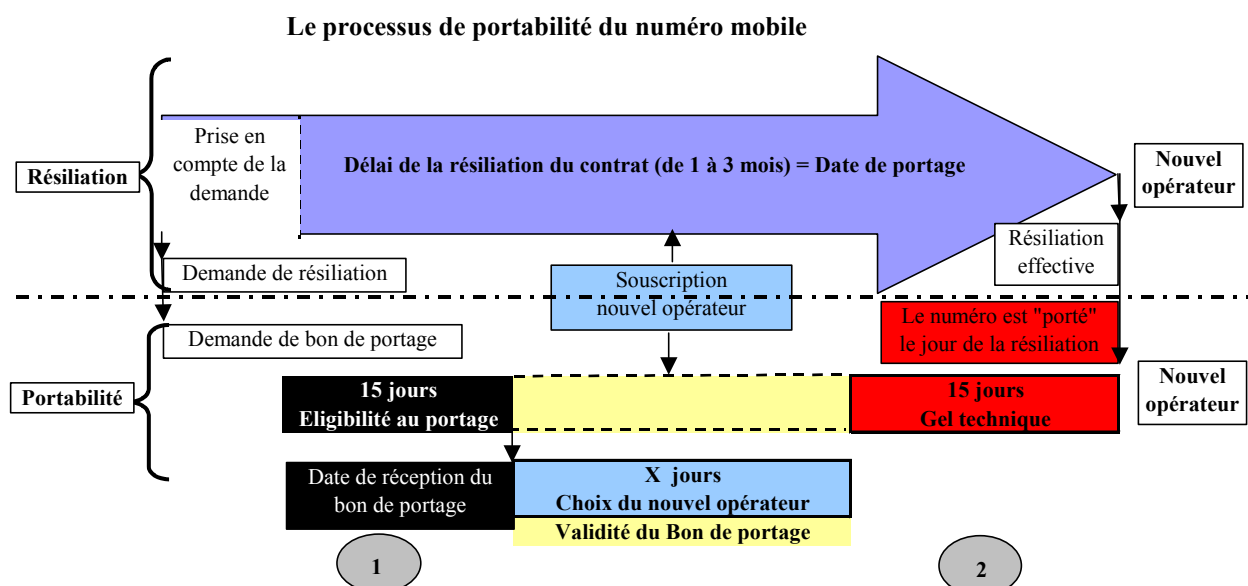 Le processus de portabilité du numéro mobile
Prise en
compte de la
demande
Délai de la résiliation du contrat (de 1 à 3 mois) = Date de portage
Nouvel
opérateur
Résiliation
Résiliation
effective
Demande de résiliation
Souscription
nouvel opérateur
Le numéro est "porté"
le jour de la résiliation
Demande de bon de portage
Portabilité
15 jours
Eligibilité au portage
15 jours
Gel technique
Nouvel
opérateur
Date de réception du
bon de portage
X jours
Choix du nouvel opérateur
Validité du Bon de portage
1
2